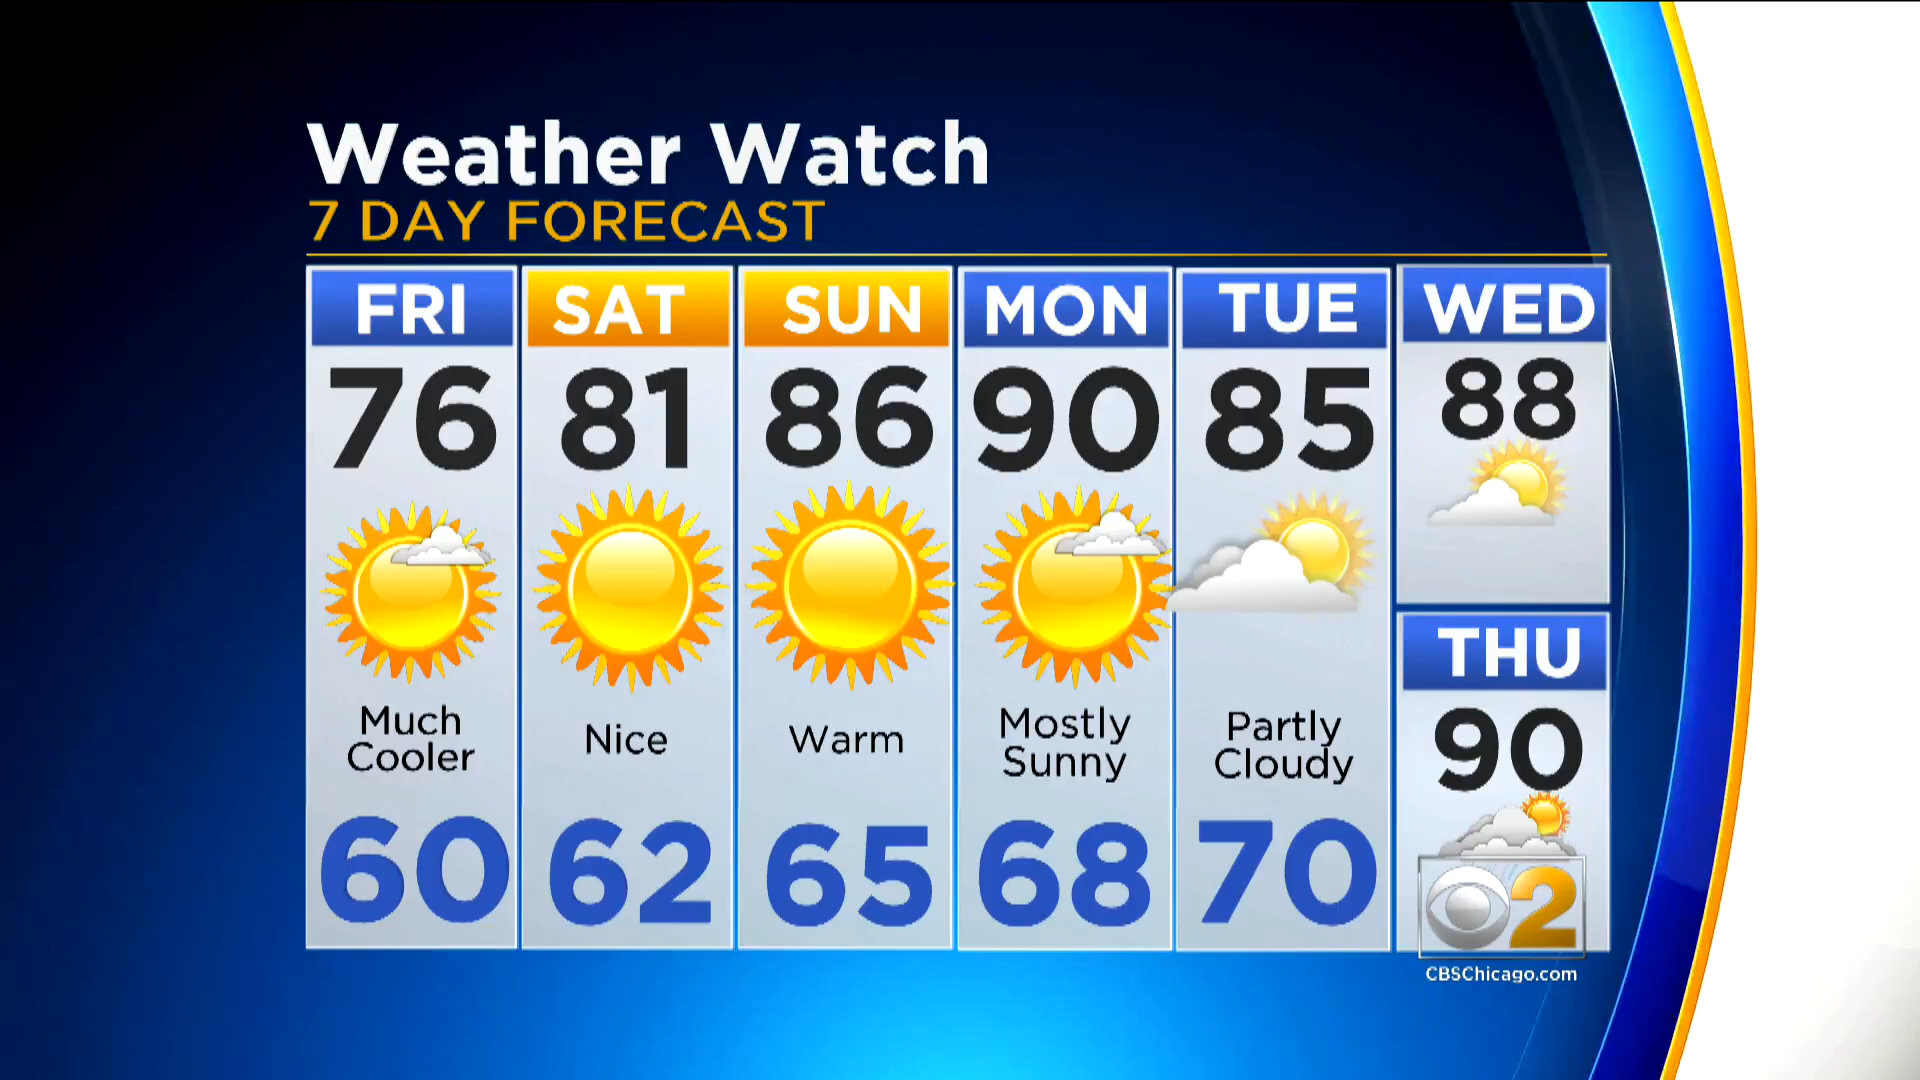 Weather Watch
7 DAY FORECAST
FRI
76
Much
Cooler
60
SAT
81
Nice
62
SUN
86
Warm
65
MON
90
Mostly
Sunny
68
TUE
85
Partly
Cloudy
70
WED
88
THU
90
2
CBSChicago.com